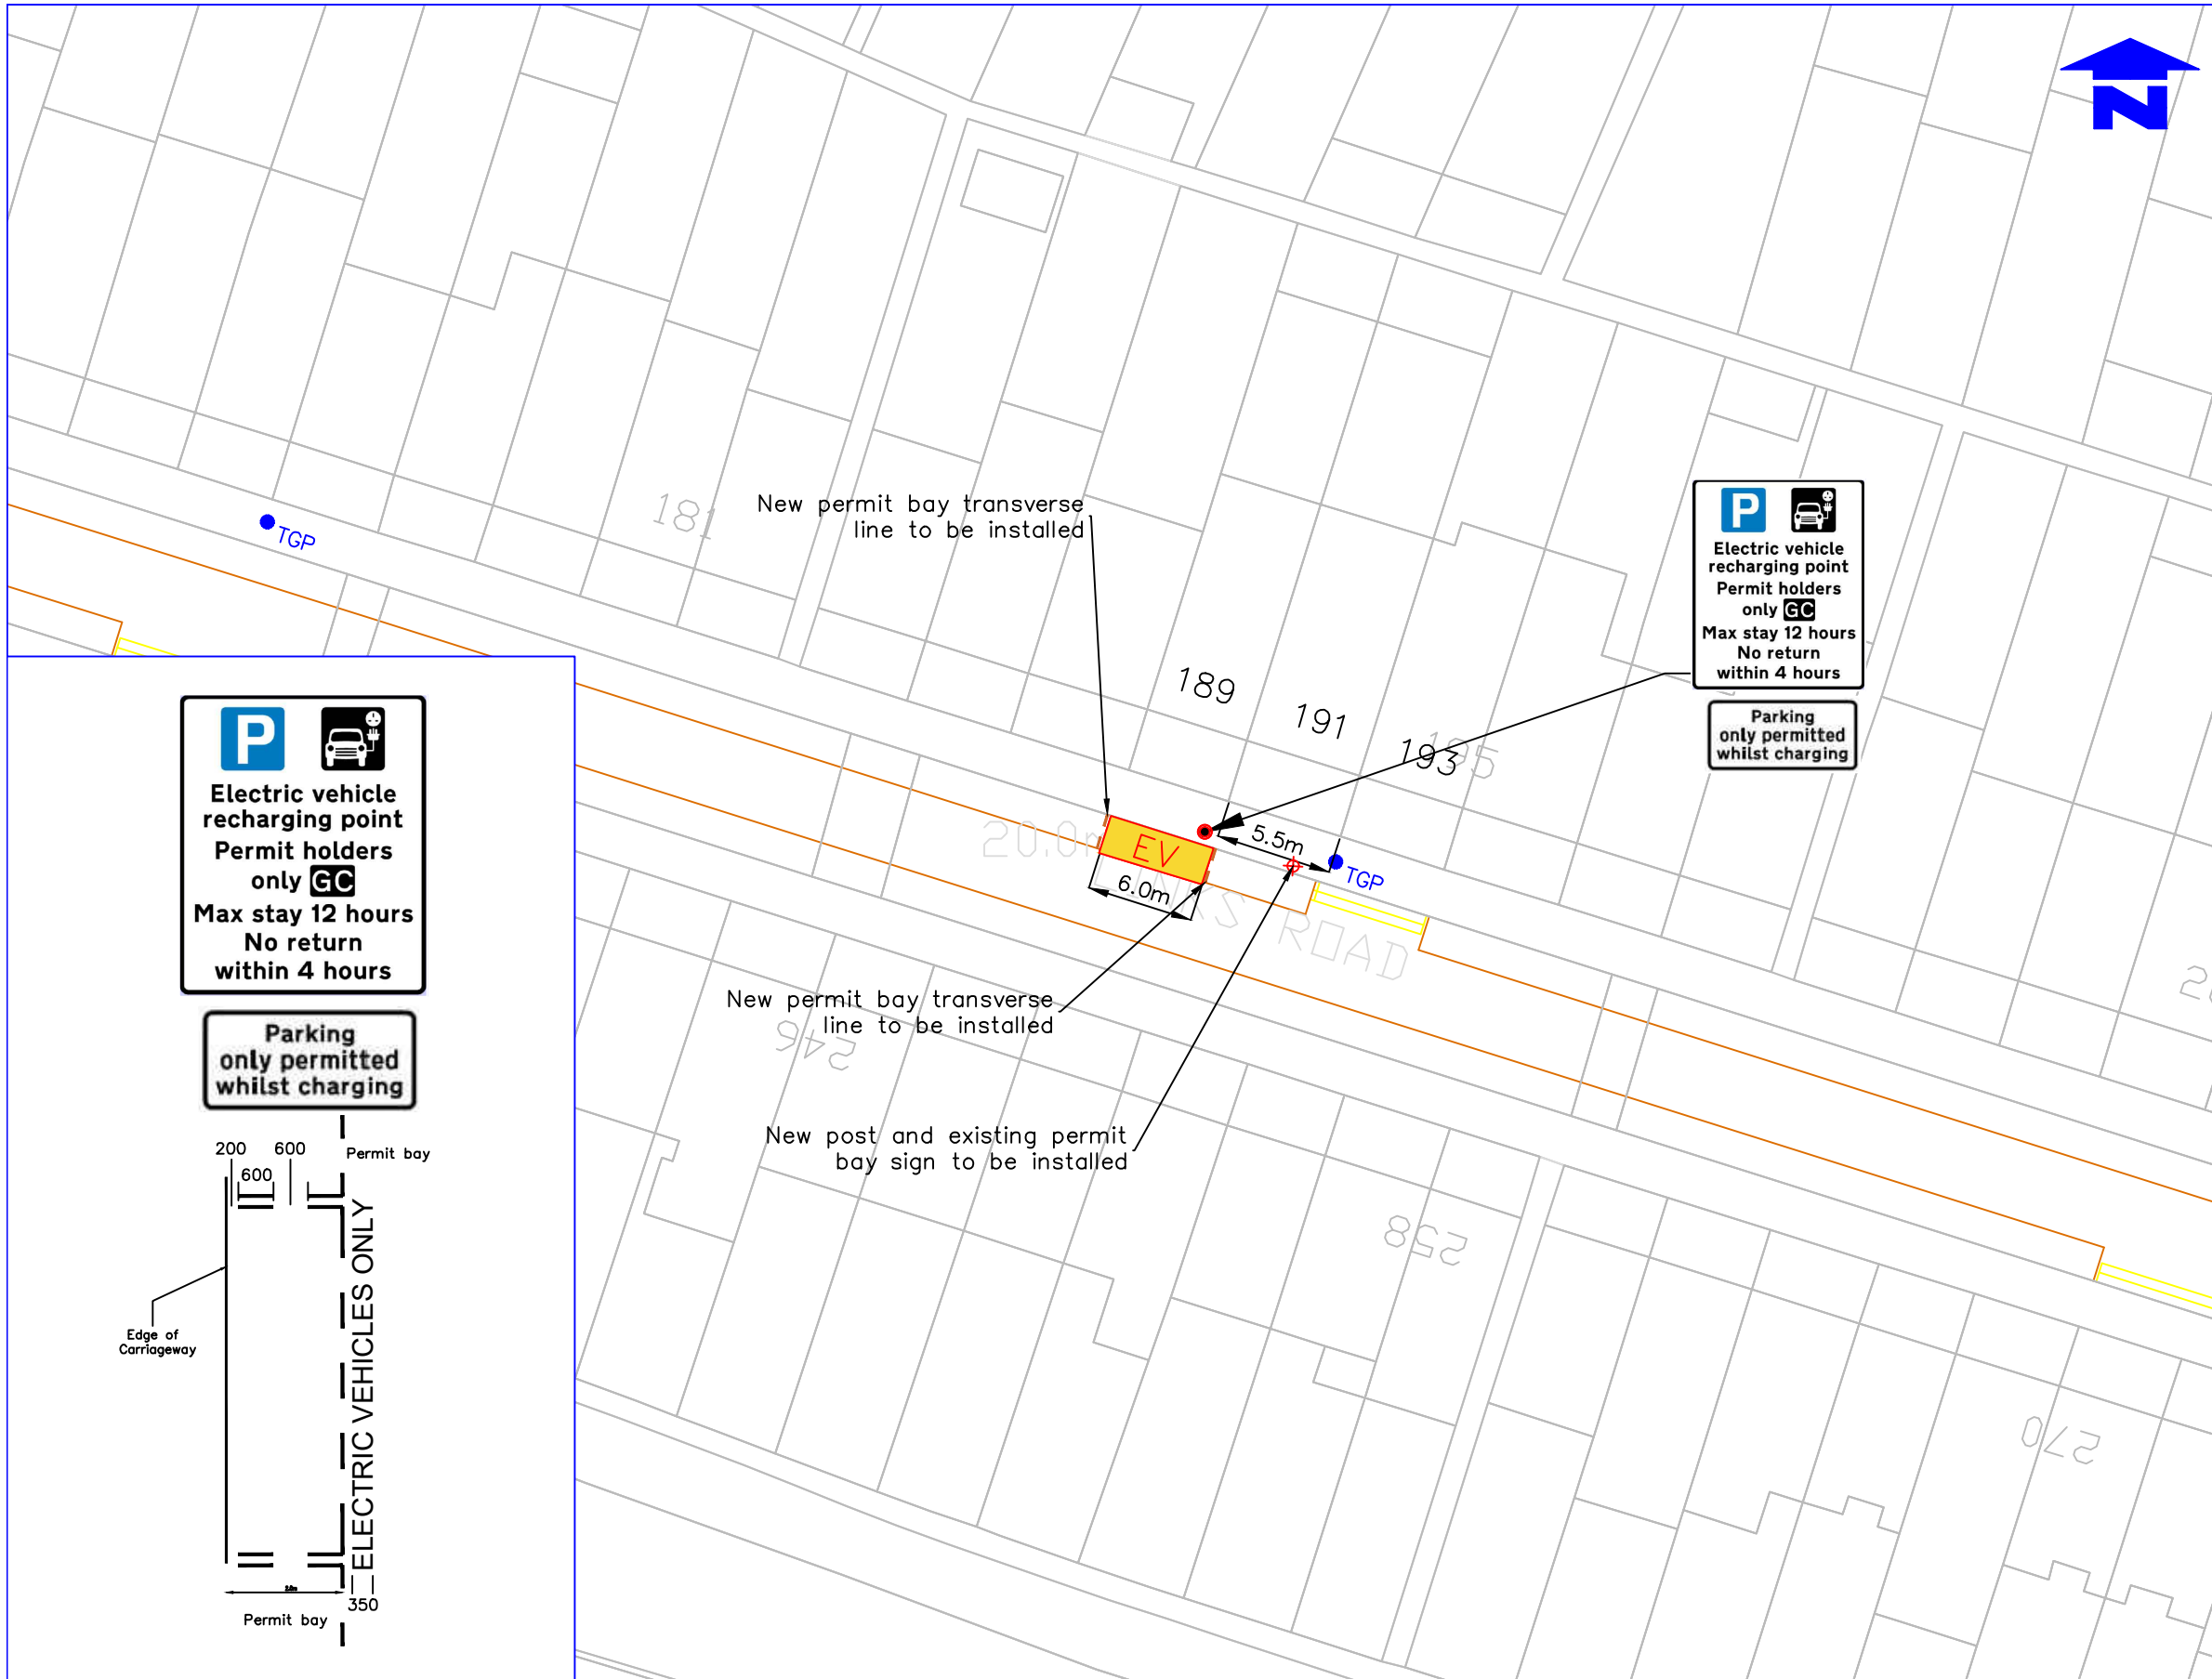 N
181
TGP
New permit bay transverse
line to be installed
P
Electric vehicle
recharging point
Permit holders
only GC
Max stay 12 hours
No return
within 4 hours
Parking
only permitted
whilst charging
189
191
193
195
5.5m
EV
6.0m
TGP
LINKS ROAD
New permit bay transverse
line to be installed
246
New post and existing permit
bay sign to be installed
258
270
P
Electric vehicle
recharging point
Permit holders
only GC
Max stay 12 hours
No return
within 4 hours
Parking
only permitted
whilst charging
200
600
600
Permit bay
ELECTRIC VEHICLES ONLY
Edge of
Carriageway
350
Permit bay